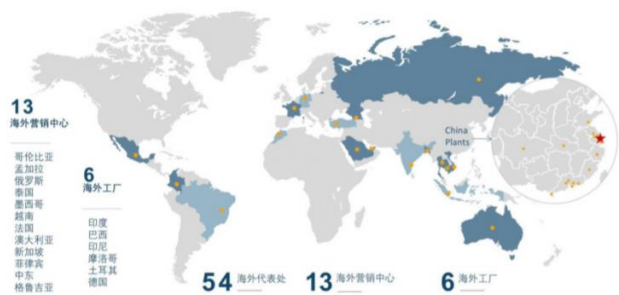 13
海外营销中心
哥伦比亚
孟加拉
俄罗斯
泰国
墨西哥
越南
法国
澳大利亚
新加坡
菲律宾
中东
格鲁吉亚
6
海外工厂
印度
巴西
印尼
摩洛哥
土耳其
德国
China
Plants
54 海外代表处
13 海外营销中心
6 海外工厂